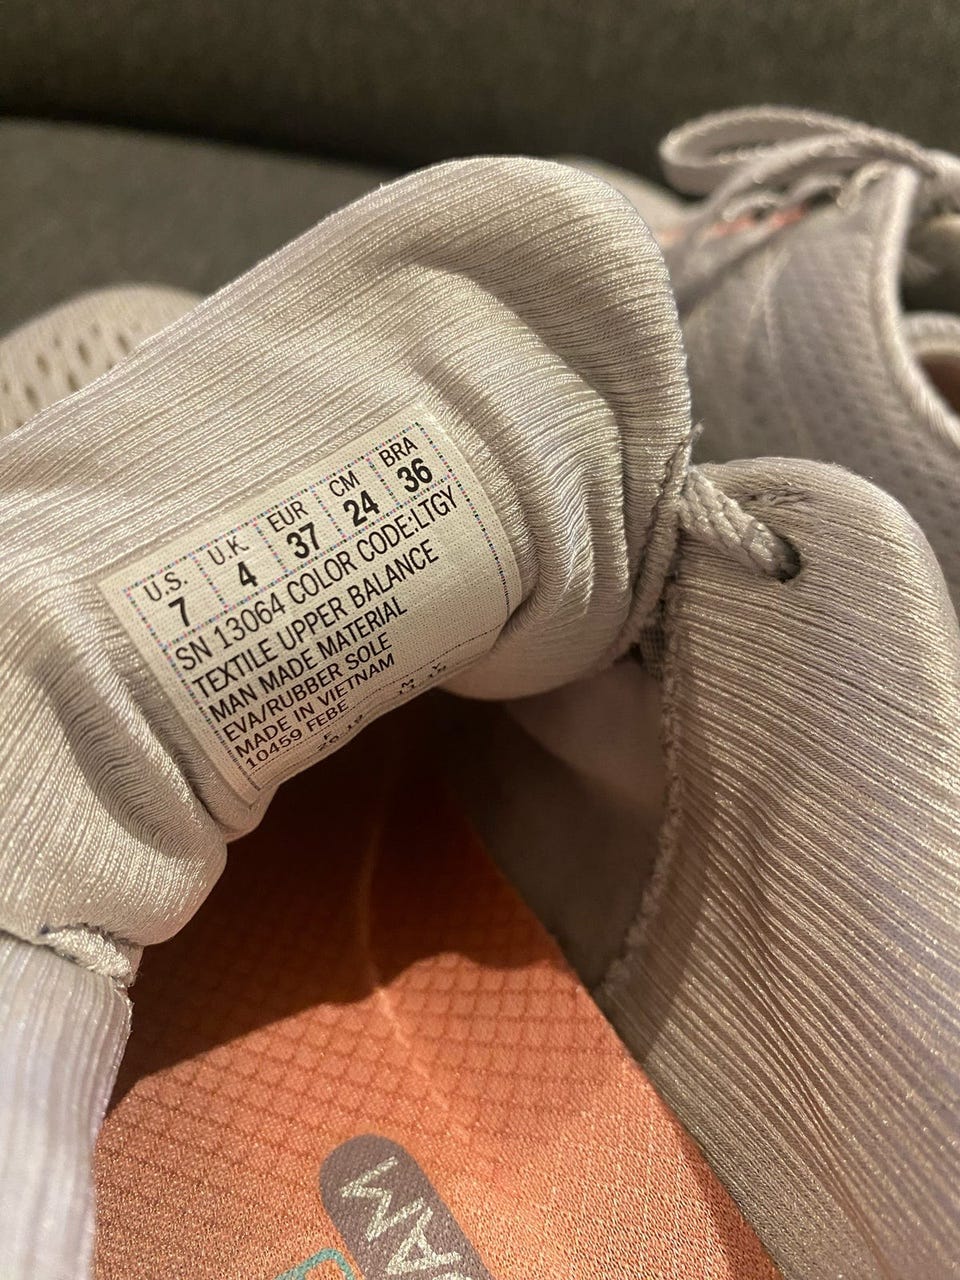 U.S. U.K EUR CM BRA
7 4 37 24 36
SN 13064 COLOR CODE:LTGY
TEXTILE UPPER BALANCE
MAN MADE MATERIAL
EVA/RUBBER SOLE
MADE IN VIETNAM
10459 FEBE